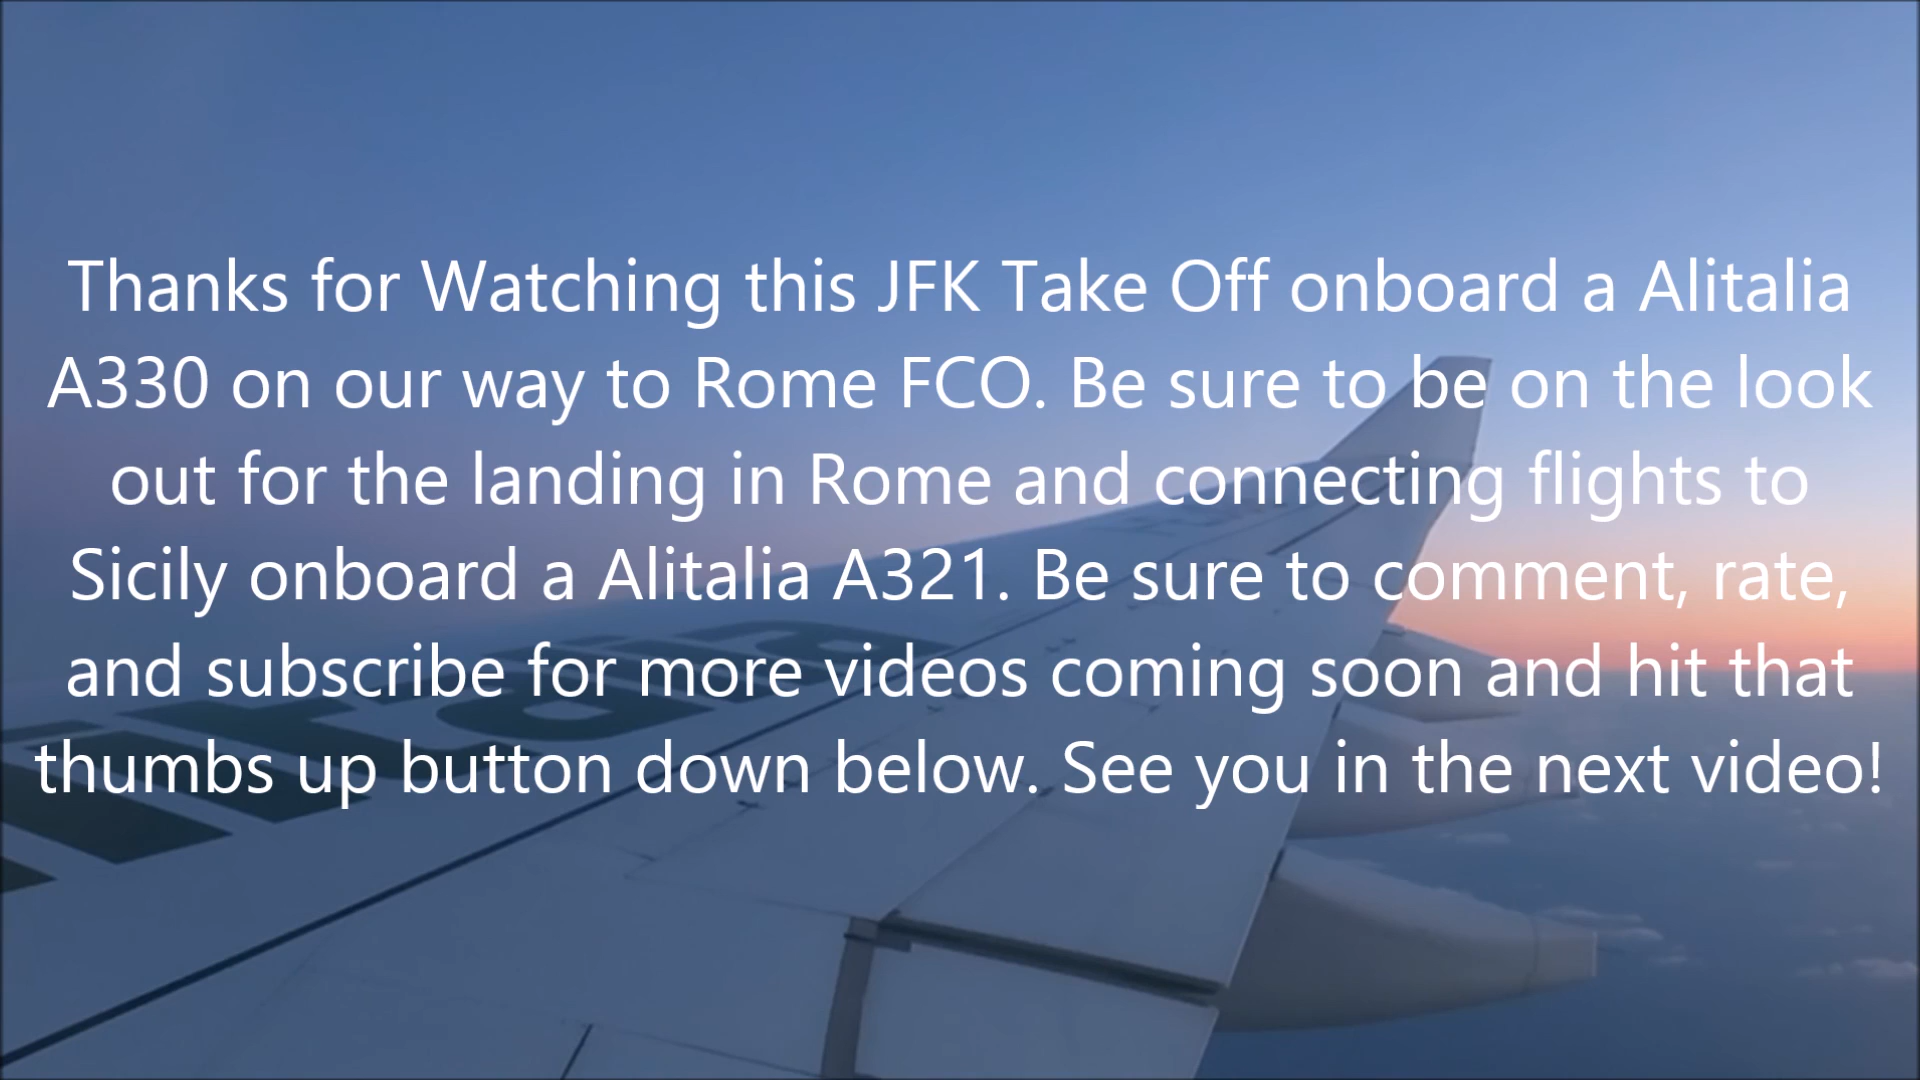 Thanks for Watching this JFK Take Off onboard a Alitalia
A330 on our way to Rome FCO. Be sure to be on the look
out for the landing in Rome and connecting flights to
Sicily onboard a Alitalia A321. Be sure to comment, rate,
and subscribe for more videos coming soon and hit that
thumbs up button down below. See you in the next video!